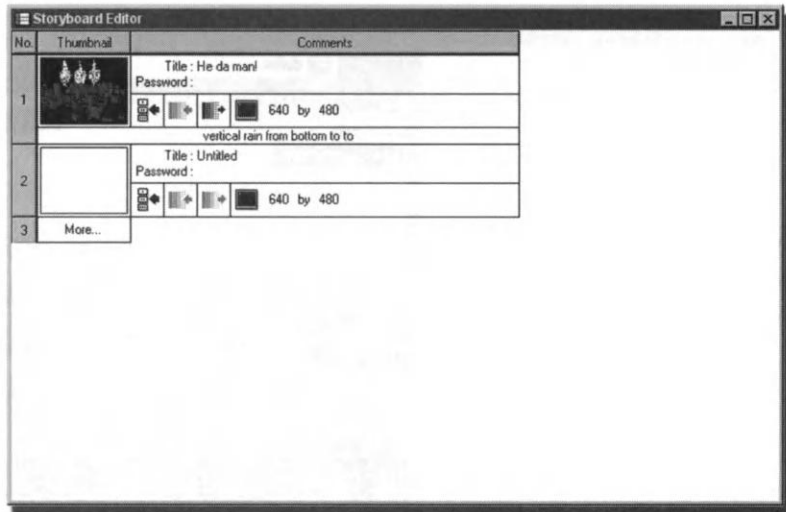 Storyboard Editor
No. Thumbnail Comments
1
Title : He da man!
Password :
640 by 480
vertical rain from bottom to to
2
Title : Untitled
Password :
640 by 480
3 More...